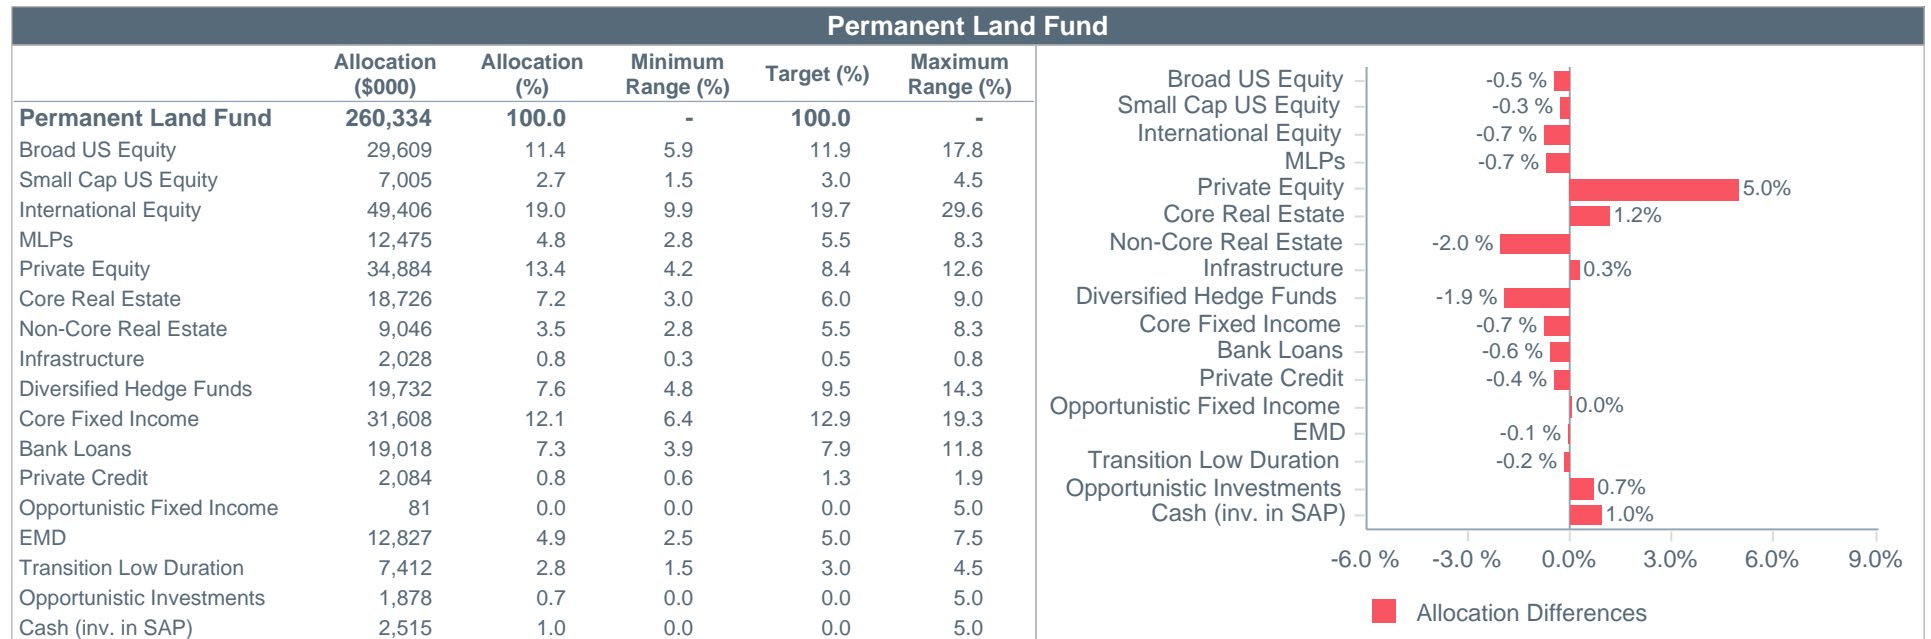 Permanent Land Fund
Allocation ($000) Allocation (%) Minimum Range (%) Target (%) Maximum Range (%)
Permanent Land Fund 260,334 100.0 - 100.0 -
Broad US Equity 29,609 11.4 5.9 11.9 17.8
Small Cap US Equity 7,005 2.7 1.5 3.0 4.5
International Equity 49,406 19.0 9.9 19.7 29.6
MLPs 12,475 4.8 2.8 5.5 8.3
Private Equity 34,884 13.4 4.2 8.4 12.6
Core Real Estate 18,726 7.2 3.0 6.0 9.0
Non-Core Real Estate 9,046 3.5 2.8 5.5 8.3
Infrastructure 2,028 0.8 0.3 0.5 0.8
Diversified Hedge Funds 19,732 7.6 4.8 9.5 14.3
Core Fixed Income 31,608 12.1 6.4 12.9 19.3
Bank Loans 19,018 7.3 3.9 7.9 11.8
Private Credit 2,084 0.8 0.6 1.3 1.9
Opportunistic Fixed Income 81 0.0 0.0 0.0 5.0
EMD 12,827 4.9 2.5 5.0 7.5
Transition Low Duration 7,412 2.8 1.5 3.0 4.5
Opportunistic Investments 1,878 0.7 0.0 0.0 5.0
Cash (inv. in SAP) 2,515 1.0 0.0 0.0 5.0
Broad US Equity -0.5 %
Small Cap US Equity -0.3 %
International Equity -0.7 %
MLPs -0.7 %
Private Equity 5.0%
Core Real Estate 1.2%
Non-Core Real Estate -2.0 %
Infrastructure 0.3%
Diversified Hedge Funds -1.9 %
Core Fixed Income -0.7 %
Bank Loans -0.6 %
Private Credit -0.4 %
Opportunistic Fixed Income 0.0%
EMD -0.1 %
Transition Low Duration -0.2 %
Opportunistic Investments 0.7%
Cash (inv. in SAP) 1.0%
-6.0 % -3.0 % 0.0% 3.0% 6.0% 9.0%
Allocation Differences